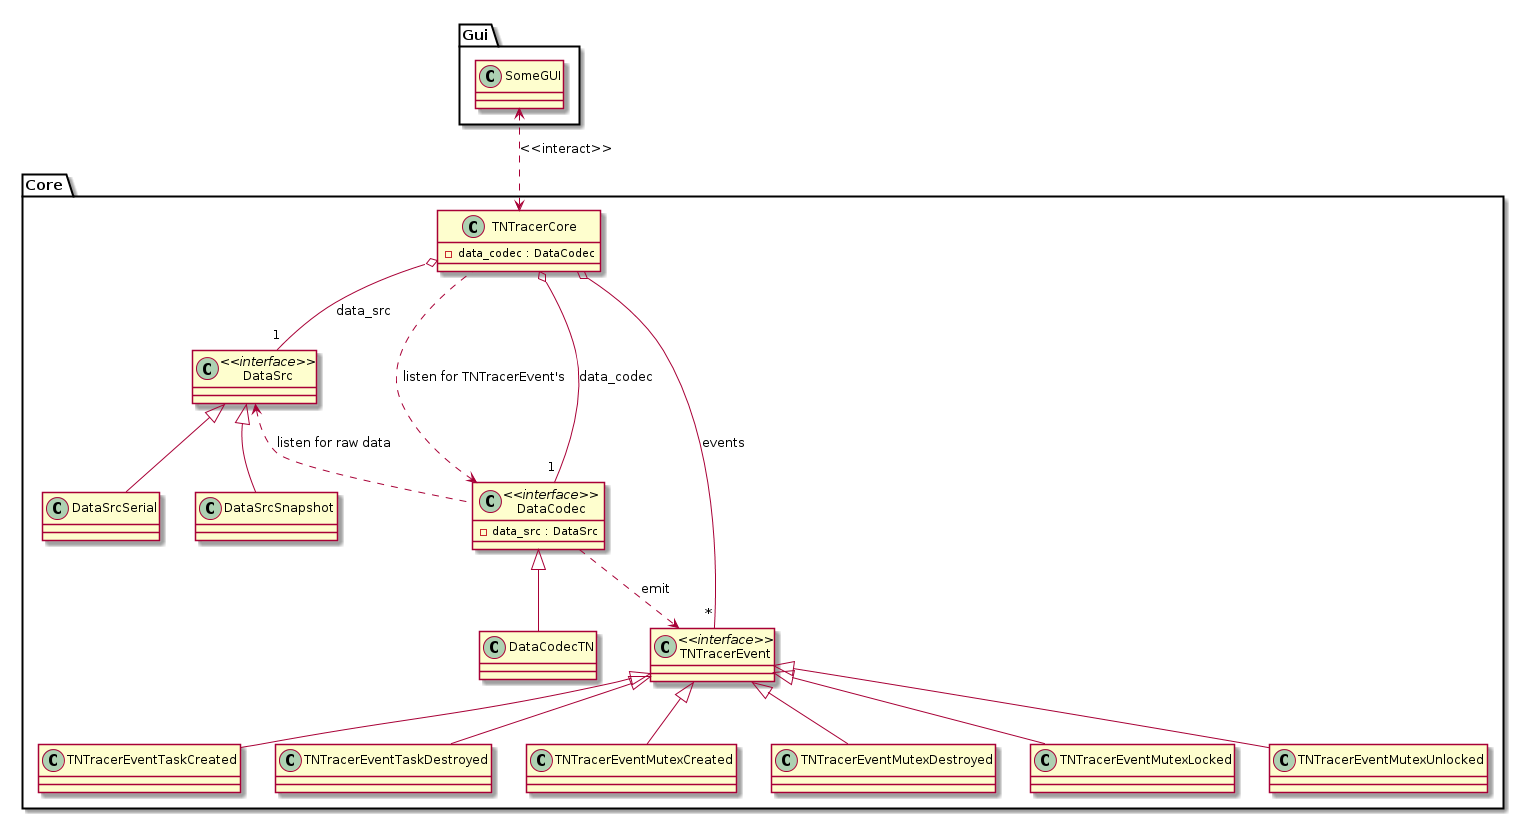 Gui
C SomeGUI
<<interact>>
Core
C TNTracerCore
data_codec : DataCodec
data_src
1
C <<interface>>
DataSrc
listen for TNTracerEvent's
data_codec
listen for raw data
events
1
C DataSrcSerial
C DataSrcSnapshot
C <<interface>>
DataCodec
data_src : DataSrc
emit
*
C DataCodecTN
C <<interface>>
TNTracerEvent
C TNTracerEventTaskCreated
C TNTracerEventTaskDestroyed
C TNTracerEventMutexCreated
C TNTracerEventMutexDestroyed
C TNTracerEventMutexLocked
C TNTracerEventMutexUnlocked